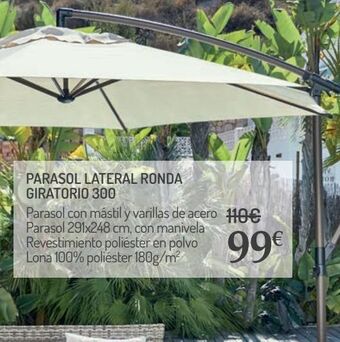 PARASOL LATERAL RONDA
GIRATORIO 300
Parasol con mástil y varillas de acero
Parasol 291x248 cm, con manivela
Revestimiento poliéster en polvo
Lona 100% poliéster 180g/m²
110€
99€